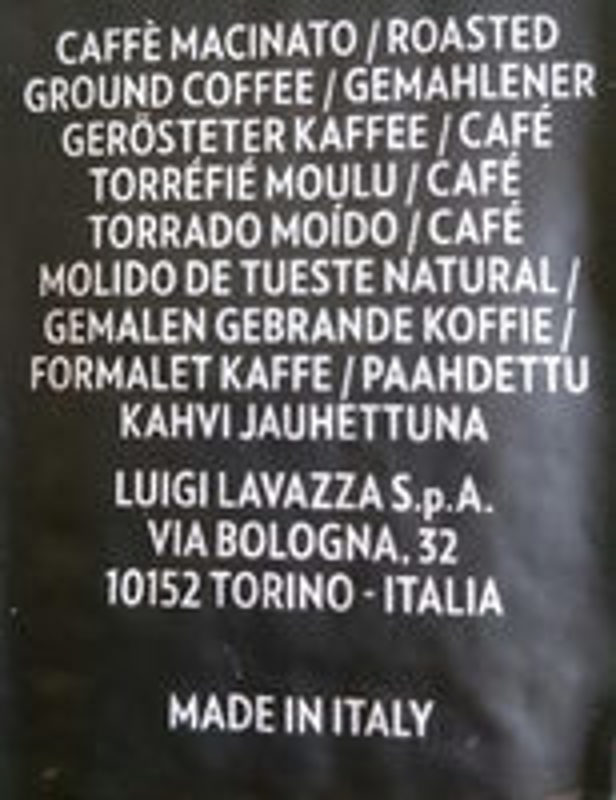 CAFFÈ MACINATO / ROASTED
GROUND COFFEE / GEMAHLENER
GERÖSTETER KAFFEE / CAFÉ
TORRÉFIÉ MOULU / CAFÉ
TORRADO MOÍDO / CAFÉ
MOLIDO DE TUESTE NATURAL /
GEMALEN GEBRANDE KOFFIE /
FORMALET KAFFE / PAAHDETTU
KAHVI JAUHETTUNA
LUIGI LAVAZZA S.p.A.
VIA BOLOGNA, 32
10152 TORINO - ITALIA
MADE IN ITALY